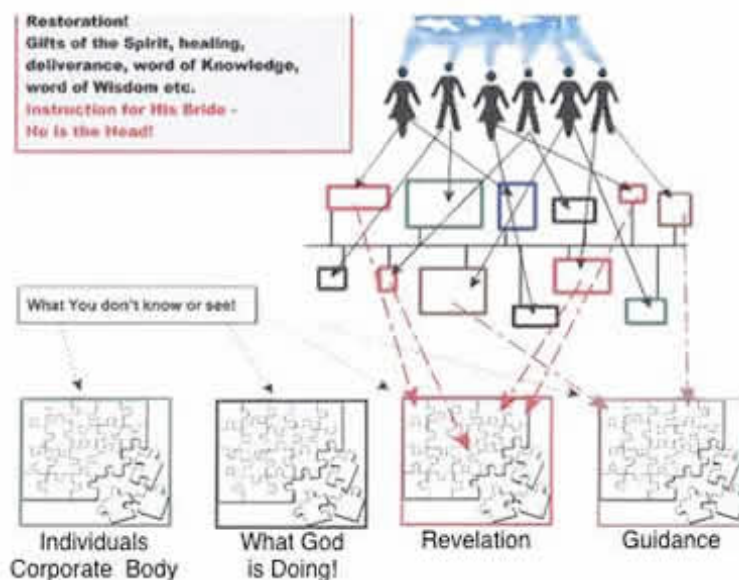 Restoration!
Gifts of the Spirit, healing,
deliverance, word of Knowledge,
word of Wisdom etc.
Instruction for His Bride -
He is the Head!
What You don't know or see!
Individuals
Corporate Body
What God
is Doing!
Revelation
Guidance